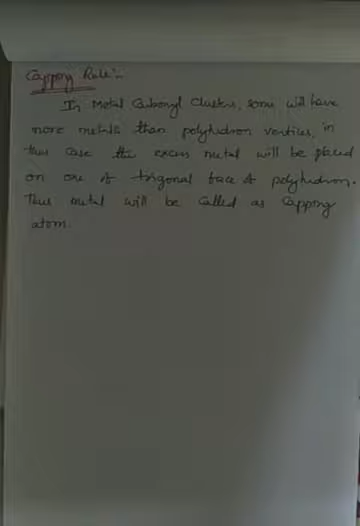 Capping Rule:-
In Metal Carbonyl Clusters, some will have
more metals than polyhedron vertices, in
this case the excess metal will be placed
on one of trigonal face of polyhedron.
This metal will be called as Capping
atom.